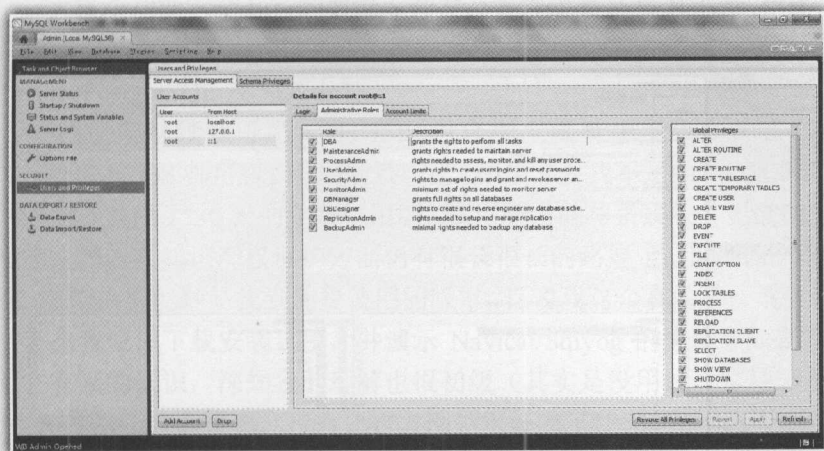 MySQL Workbench
Admin (Local MySQL56)
File Edit View Database Plugins Scripting Help
ORACLE
Task and Object Browser
MANAGEMENT
Server Status
Startup / Shutdown
Status and System Variables
Server Logs
CONFIGURATION
Options File
SECURITY
Users and Privileges
DATA EXPORT / RESTORE
Data Export
Data Import/Restore
Users and Privileges
Server Access Management Schema Privileges
User Accounts
User From Host
root localhost
root 127.0.0.1
root ::1
Add Account Drop
Details for account root@::1
Login Administrative Roles Account Limits
Role Description
DBA grants the rights to perform all tasks
MaintenanceAdmin grants rights needed to maintain server
ProcessAdmin rights needed to assess, monitor, and kill any user proce...
UserAdmin grants rights to create users logins and reset passwords
SecurityAdmin rights to manage logins and grant and revoke server an...
MonitorAdmin minimum set of rights needed to monitor server
DBManager grants full rights on all databases
DBDesigner rights to create and reverse engineer any database sche...
ReplicationAdmin rights needed to setup and manage replication
BackupAdmin minimal rights needed to backup any database
Global Privileges
ALTER
ALTER ROUTINE
CREATE
CREATE ROUTINE
CREATE TABLESPACE
CREATE TEMPORARY TABLES
CREATE USER
CREATE VIEW
DELETE
DROP
EVENT
EXECUTE
FILE
GRANT OPTION
INDEX
INSERT
LOCK TABLES
PROCESS
REFERENCES
RELOAD
REPLICATION CLIENT
REPLICATION SLAVE
SELECT
SHOW DATABASES
SHOW VIEW
SHUTDOWN
Revoke All Privileges Revert Apply Refresh
WB Admin Opened